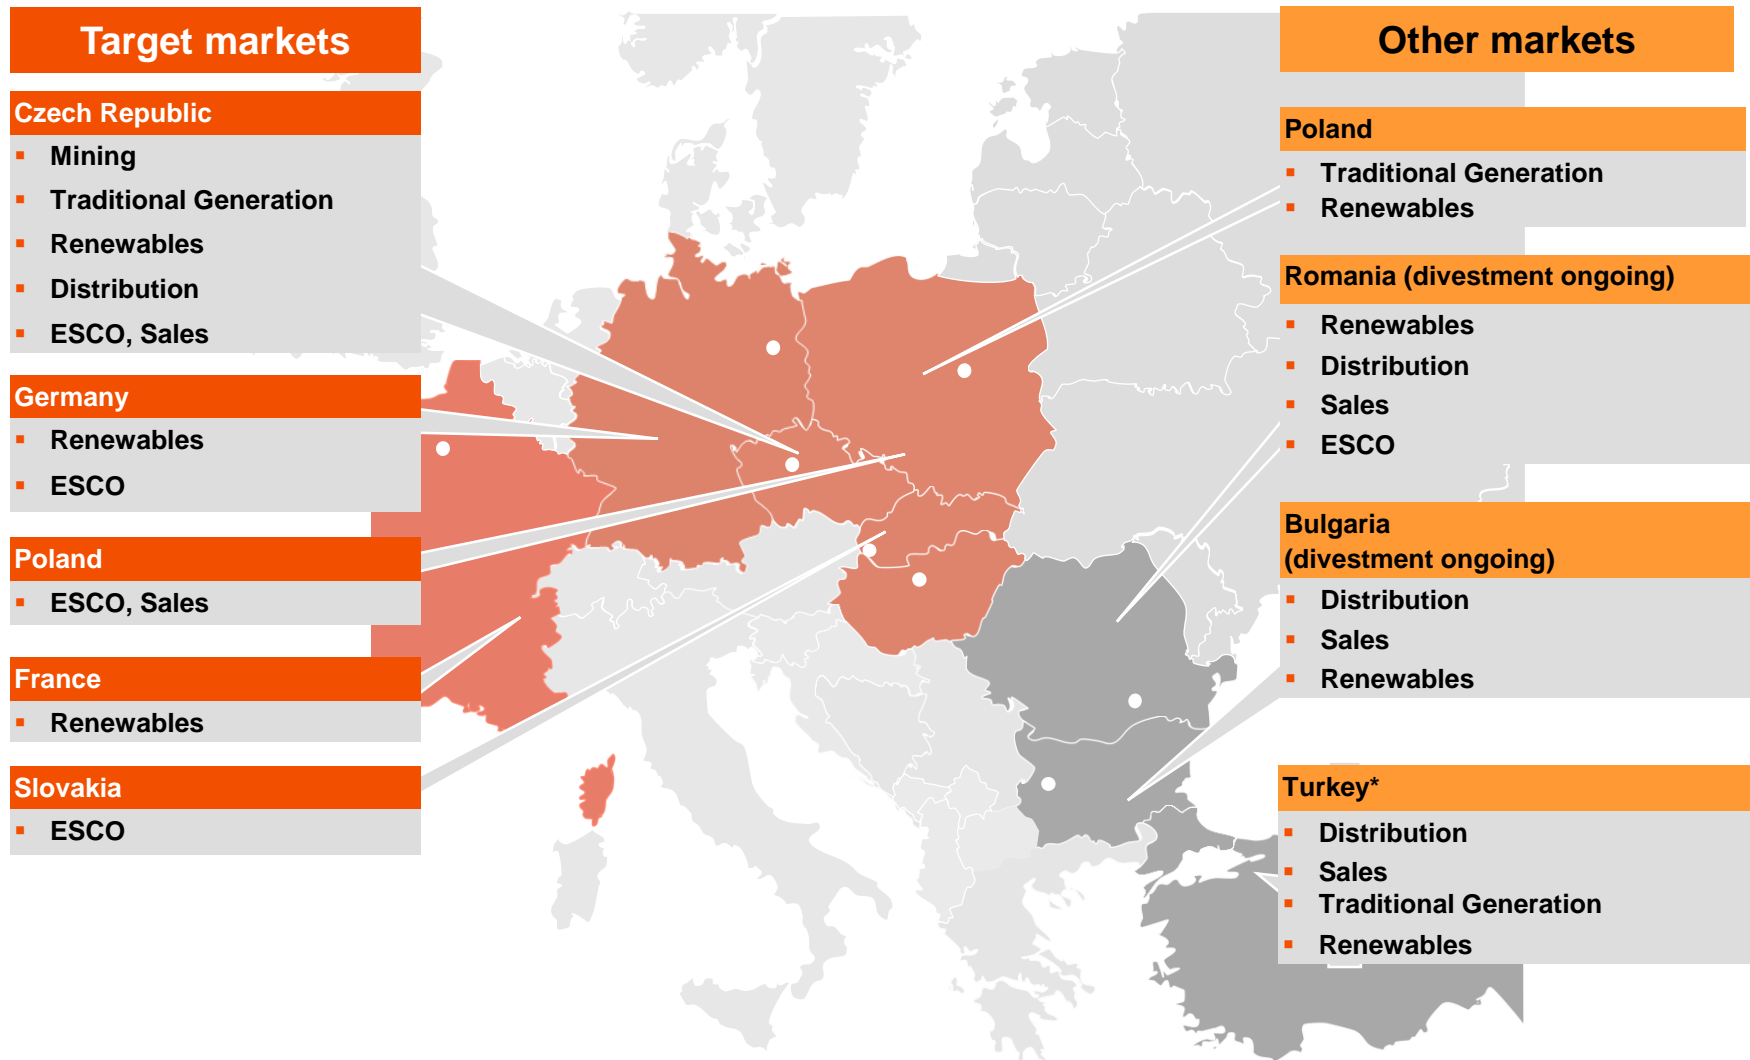 Target markets
Czech Republic
▪ Mining
▪ Traditional Generation
▪ Renewables
▪ Distribution
▪ ESCO, Sales
Germany
▪ Renewables
▪ ESCO
Poland
▪ ESCO, Sales
France
▪ Renewables
Slovakia
▪ ESCO
Other markets
Poland
▪ Traditional Generation
▪ Renewables
Romania (divestment ongoing)
▪ Renewables
▪ Distribution
▪ Sales
▪ ESCO
Bulgaria
(divestment ongoing)
▪ Distribution
▪ Sales
▪ Renewables
Turkey*
▪ Distribution
▪ Sales
▪ Traditional Generation
▪ Renewables